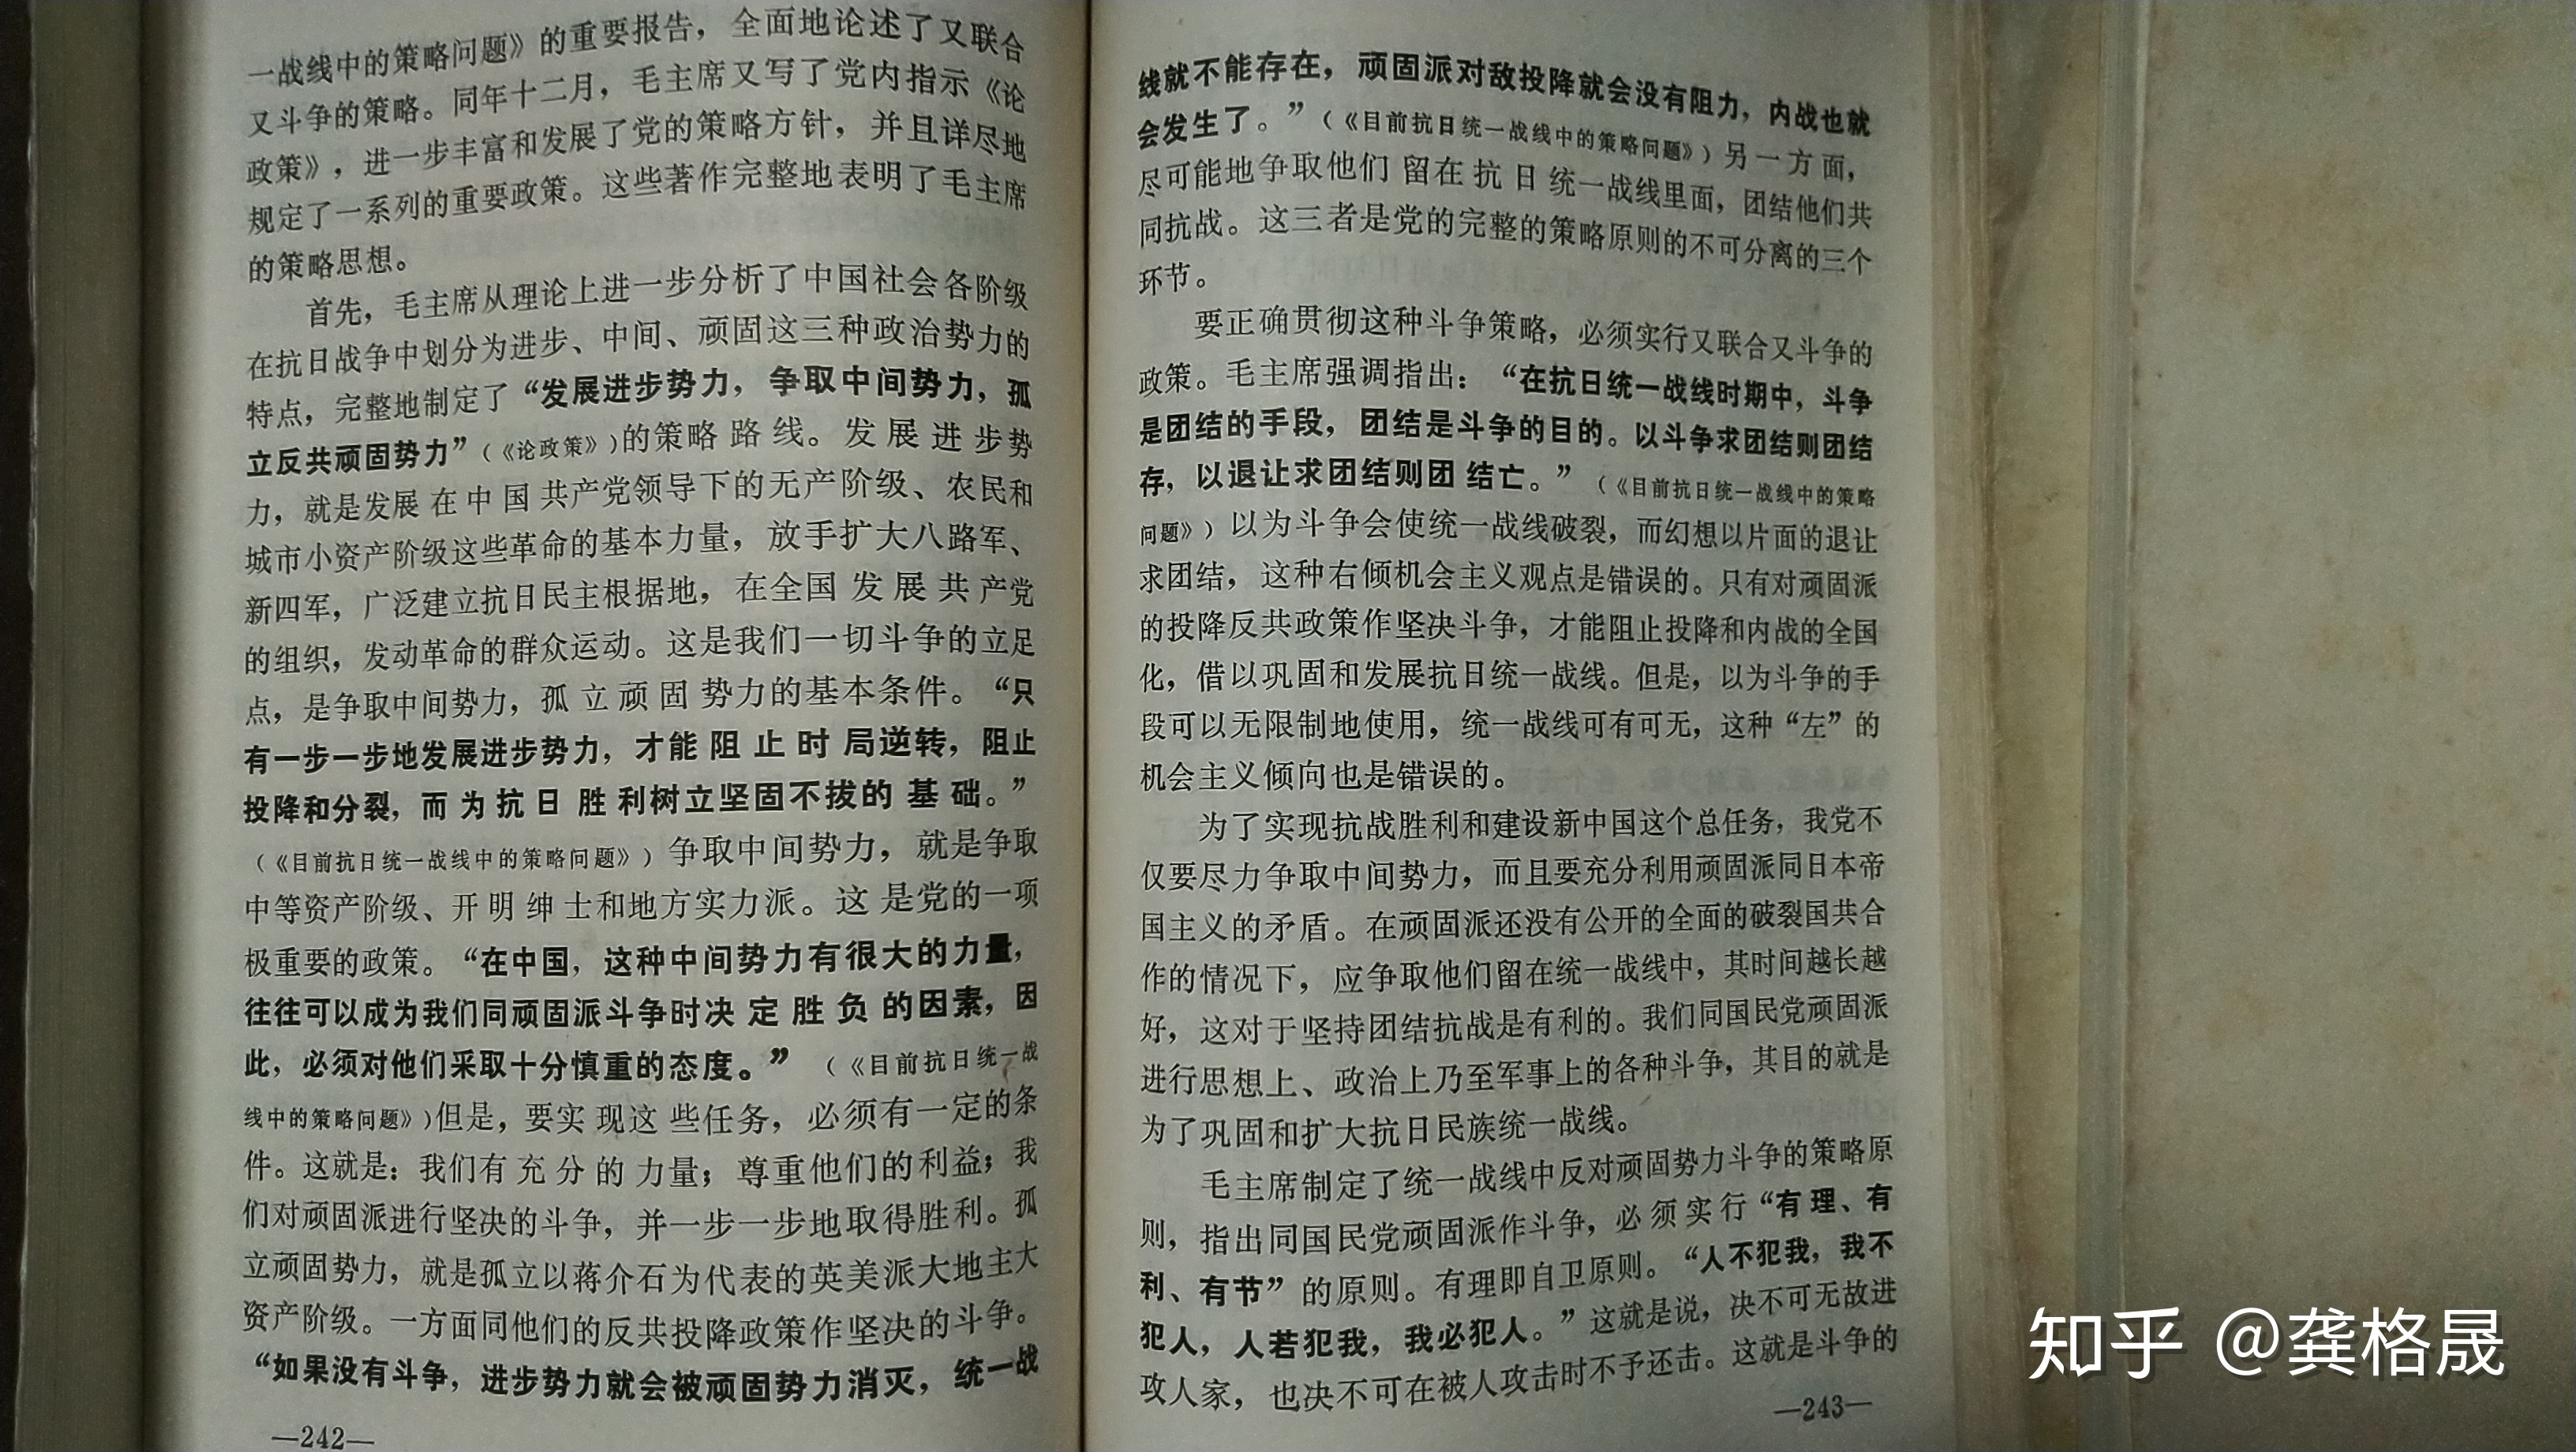 一战线中的策略问题》的重要报告，全面地论述了又联合
又斗争的策略。同年十二月，毛主席又写了党内指示《论
政策》，进一步丰富和发展了党的策略方针，并且详尽地
规定了一系列的重要政策。这些著作完整地表明了毛主席
的策略思想。
首先，毛主席从理论上进一步分析了中国社会各阶级
在抗日战争中划分为进步、中间、顽固这三种政治势力的
特点，完整地制定了“发展进步势力，争取中间势力，孤
立反共顽固势力”（《论政策》）的策略路线。发展进步势
力，就是发展在中国共产党领导下的无产阶级、农民和
城市小资产阶级这些革命的基本力量，放手扩大八路军、
新四军，广泛建立抗日民主根据地，在全国发展共产党
的组织，发动革命的群众运动。这是我们一切斗争的立足
点，是争取中间势力，孤立顽固势力的基本条件。“只
有一步一步地发展进步势力，才能阻止时局逆转，阻止
投降和分裂，而为抗日胜利树立坚固不拔的基础。”
（《目前抗日统一战线中的策略问题》）争取中间势力，就是争取
中等资产阶级、开明绅士和地方实力派。这是党的一项
极重要的政策。“在中国，这种中间势力有很大的力量，
往往可以成为我们同顽固派斗争时决定胜负的因素，因
此，必须对他们采取十分慎重的态度。”（《目前抗日统一战
线中的策略问题》）但是，要实现这些任务，必须有一定的条
件。这就是：我们有充分的力量；尊重他们的利益；我
们对顽固派进行坚决的斗争，并一步一步地取得胜利。孤
立顽固势力，就是孤立以蒋介石为代表的英美派大地主大
资产阶级。一方面同他们的反共投降政策作坚决的斗争。
“如果没有斗争，进步势力就会被顽固势力消灭，统一战
—242—
线就不能存在，顽固派对敌投降就会没有阻力，内战也就
会发生了。”（《目前抗日统一战线中的策略问题》）另一方面，
尽可能地争取他们留在抗日统一战线里面，团结他们共
同抗战。这三者是党的完整的策略原则的不可分离的三个
环节。
要正确贯彻这种斗争策略，必须实行又联合又斗争的
政策。毛主席强调指出：“在抗日统一战线时期中，斗争
是团结的手段，团结是斗争的目的。以斗争求团结则团结
存，以退让求团结则团结亡。”（《目前抗日统一战线中的策略
问题》）以为斗争会使统一战线破裂，而幻想以片面的退让
求团结，这种右倾机会主义观点是错误的。只有对顽固派
的投降反共政策作坚决斗争，才能阻止投降和内战的全国
化，借以巩固和发展抗日统一战线。但是，以为斗争的手
段可以无限制地使用，统一战线可有可无，这种“左”的
机会主义倾向也是错误的。
为了实现抗战胜利和建设新中国这个总任务，我党不
仅要尽力争取中间势力，而且要充分利用顽固派同日本帝
国主义的矛盾。在顽固派还没有公开的全面的破裂国共合
作的情况下，应争取他们留在统一战线中，其时间越长越
好，这对于坚持团结抗战是有利的。我们同国民党顽固派
进行思想上、政治上乃至军事上的各种斗争，其目的就是
为了巩固和扩大抗日民族统一战线。
毛主席制定了统一战线中反对顽固势力斗争的策略原
则，指出同国民党顽固派作斗争，必须实行“有理、有
利、有节”的原则。有理即自卫原则。“人不犯我，我不
犯人，人若犯我，我必犯人。”这就是说，决不可无故进
攻人家，也决不可在被人攻击时不予还击。这就是斗争的
—243—
知乎 @龚格晟